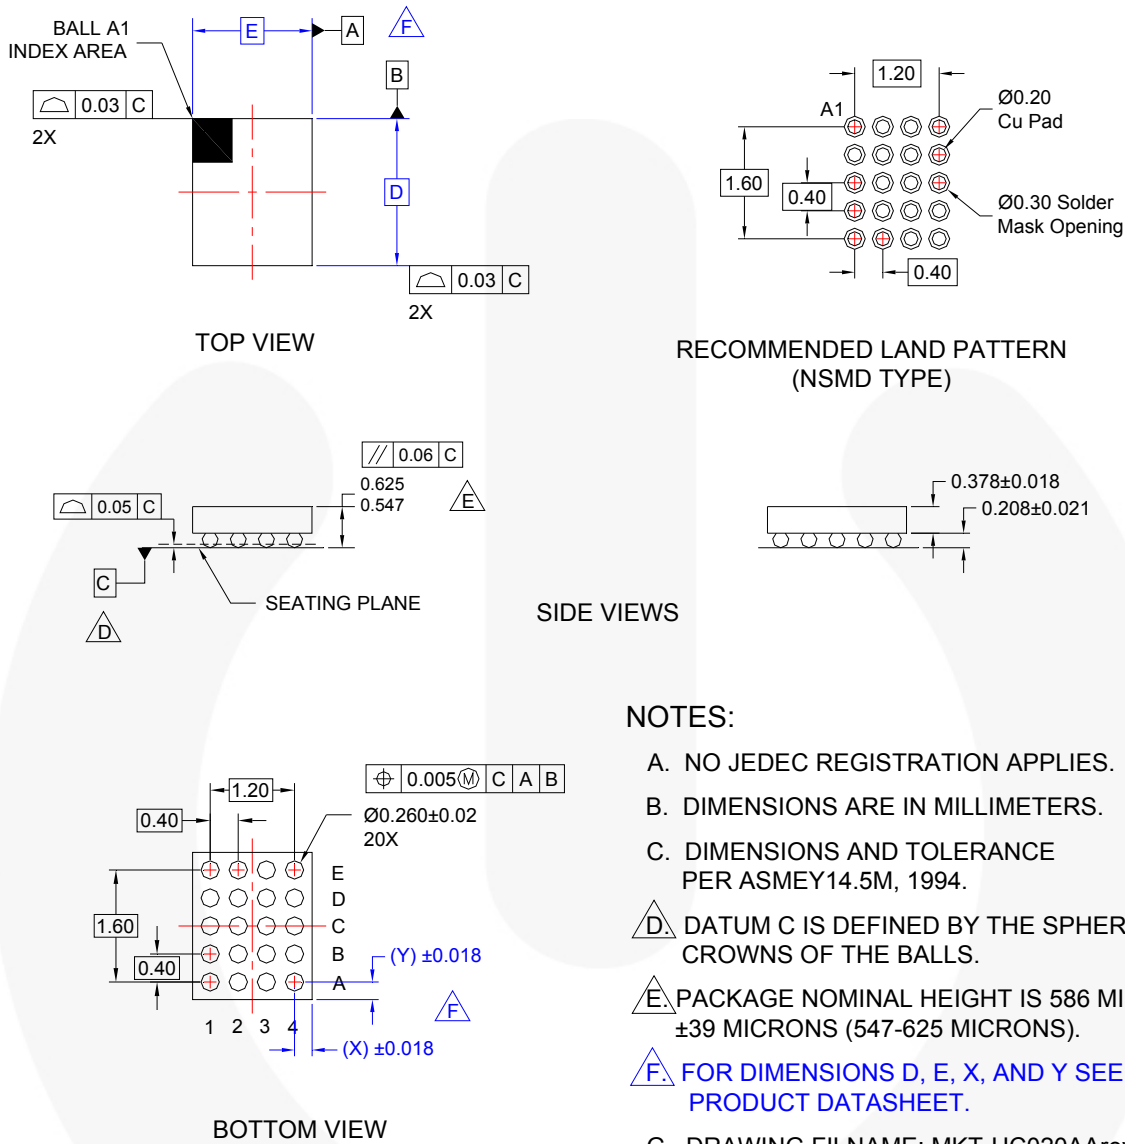 BALL A1
INDEX AREA
E
A
F
B
0.03 C
2X
D
0.03 C
2X
TOP VIEW
1.20
A1
Ø0.20
Cu Pad
1.60
0.40
Ø0.30 Solder
Mask Opening
0.40
RECOMMENDED LAND PATTERN
(NSMD TYPE)
// 0.06 C
0.625
0.547
E
0.05 C
C
D
SEATING PLANE
0.378±0.018
0.208±0.021
SIDE VIEWS
1.20
0.005Ⓜ C A B
0.40
Ø0.260±0.02
20X
E
D
C
B
A
1.60
0.40
(Y) ±0.018
F
1 2 3 4
(X) ±0.018
BOTTOM VIEW
NOTES:
A. NO JEDEC REGISTRATION APPLIES.
B. DIMENSIONS ARE IN MILLIMETERS.
C. DIMENSIONS AND TOLERANCE
PER ASMEY14.5M, 1994.
D. DATUM C IS DEFINED BY THE SPHER
CROWNS OF THE BALLS.
E. PACKAGE NOMINAL HEIGHT IS 586 MI
±39 MICRONS (547-625 MICRONS).
F. FOR DIMENSIONS D, E, X, AND Y SEE
PRODUCT DATASHEET.